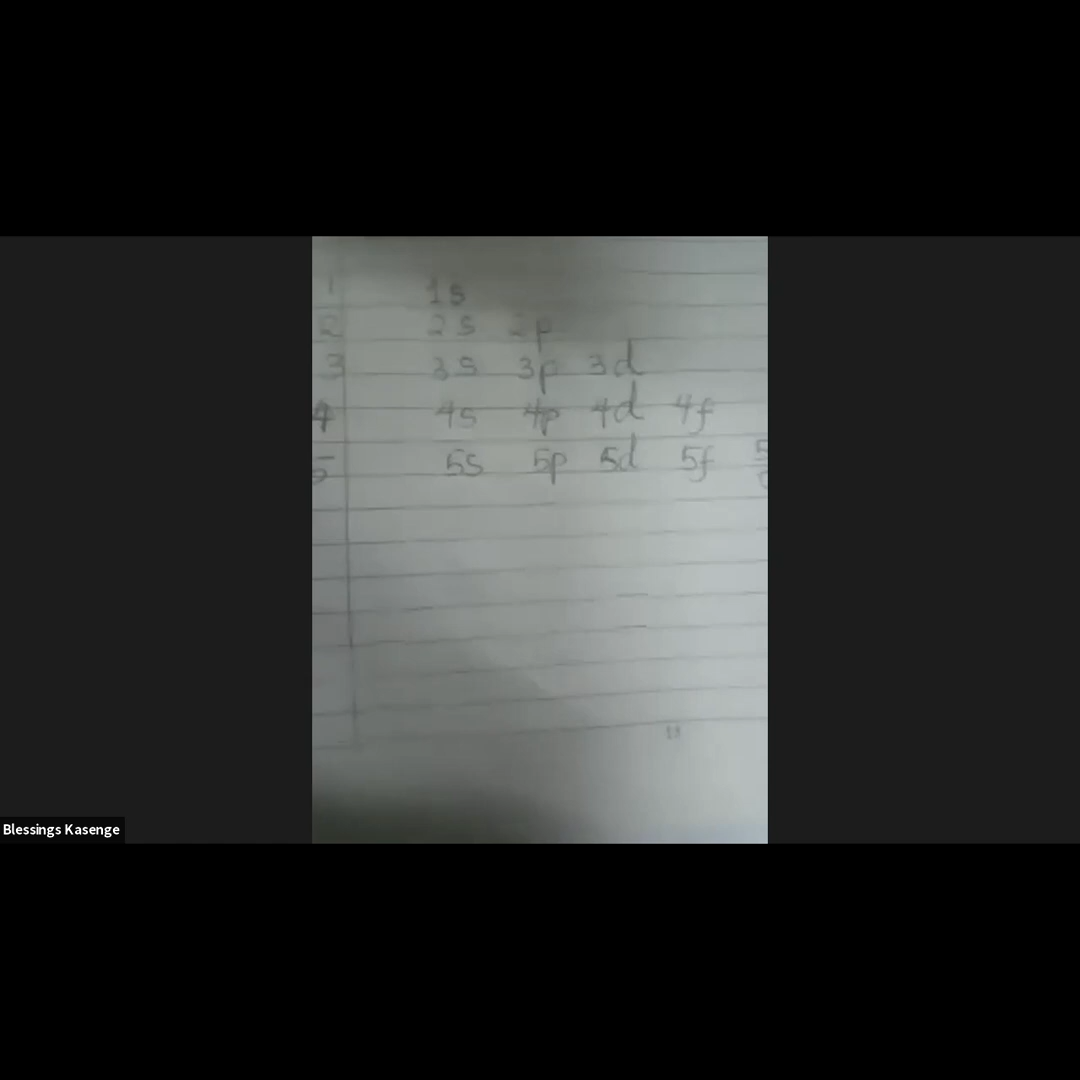 1 1s
2 2s 2p
3 3s 3p 3d
4 4s 4p 4d 4f
5 5s 5p 5d 5f 5
Blessings Kasenge